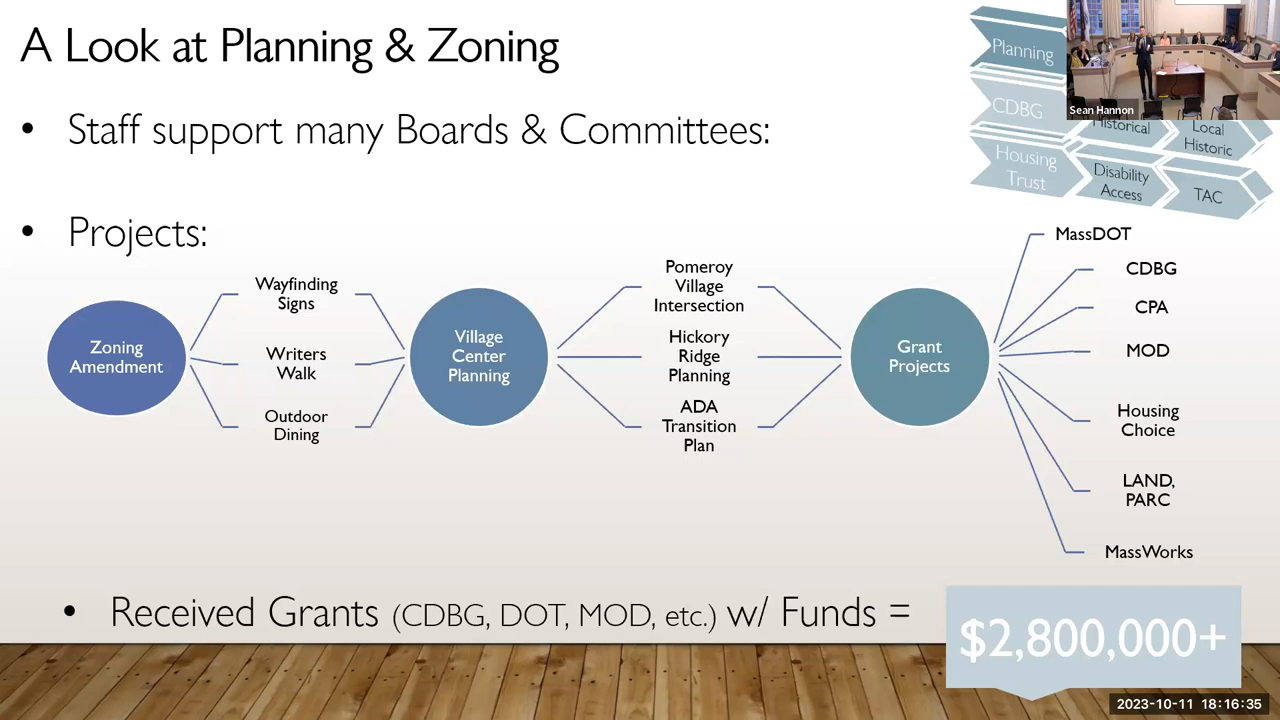 A Look at Planning & Zoning
Planning
CDBG
Historical
Local
Historic
Housing
Trust
Disability
Access
TAC
Sean Hannon
• Staff support many Boards & Committees:
• Projects:
Zoning
Amendment
Wayfinding
Signs
Writers
Walk
Outdoor
Dining
Village
Center
Planning
Pomeroy
Village
Intersection
Hickory
Ridge
Planning
ADA
Transition
Plan
Grant
Projects
MassDOT
CDBG
CPA
MOD
Housing
Choice
LAND,
PARC
MassWorks
• Received Grants (CDBG, DOT, MOD, etc.) w/ Funds =
$2,800,000+
2023-10-11 18:16:35